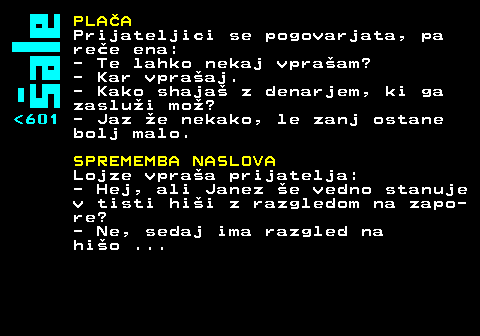 šale
<601
PLAČA
Prijateljici se pogovarjata, pa
reče ena:
- Te lahko nekaj vprašam?
- Kar vprašaj.
- Kako shajaš z denarjem, ki ga
zasluži mož?
- Jaz že nekako, le zanj ostane
bolj malo.
SPREMEMBA NASLOVA
Lojze vpraša prijatelja:
- Hej, ali Janez še vedno stanuje
v tisti hiši z razgledom na zapo-
re?
- Ne, sedaj ima razgled na
hišo ...